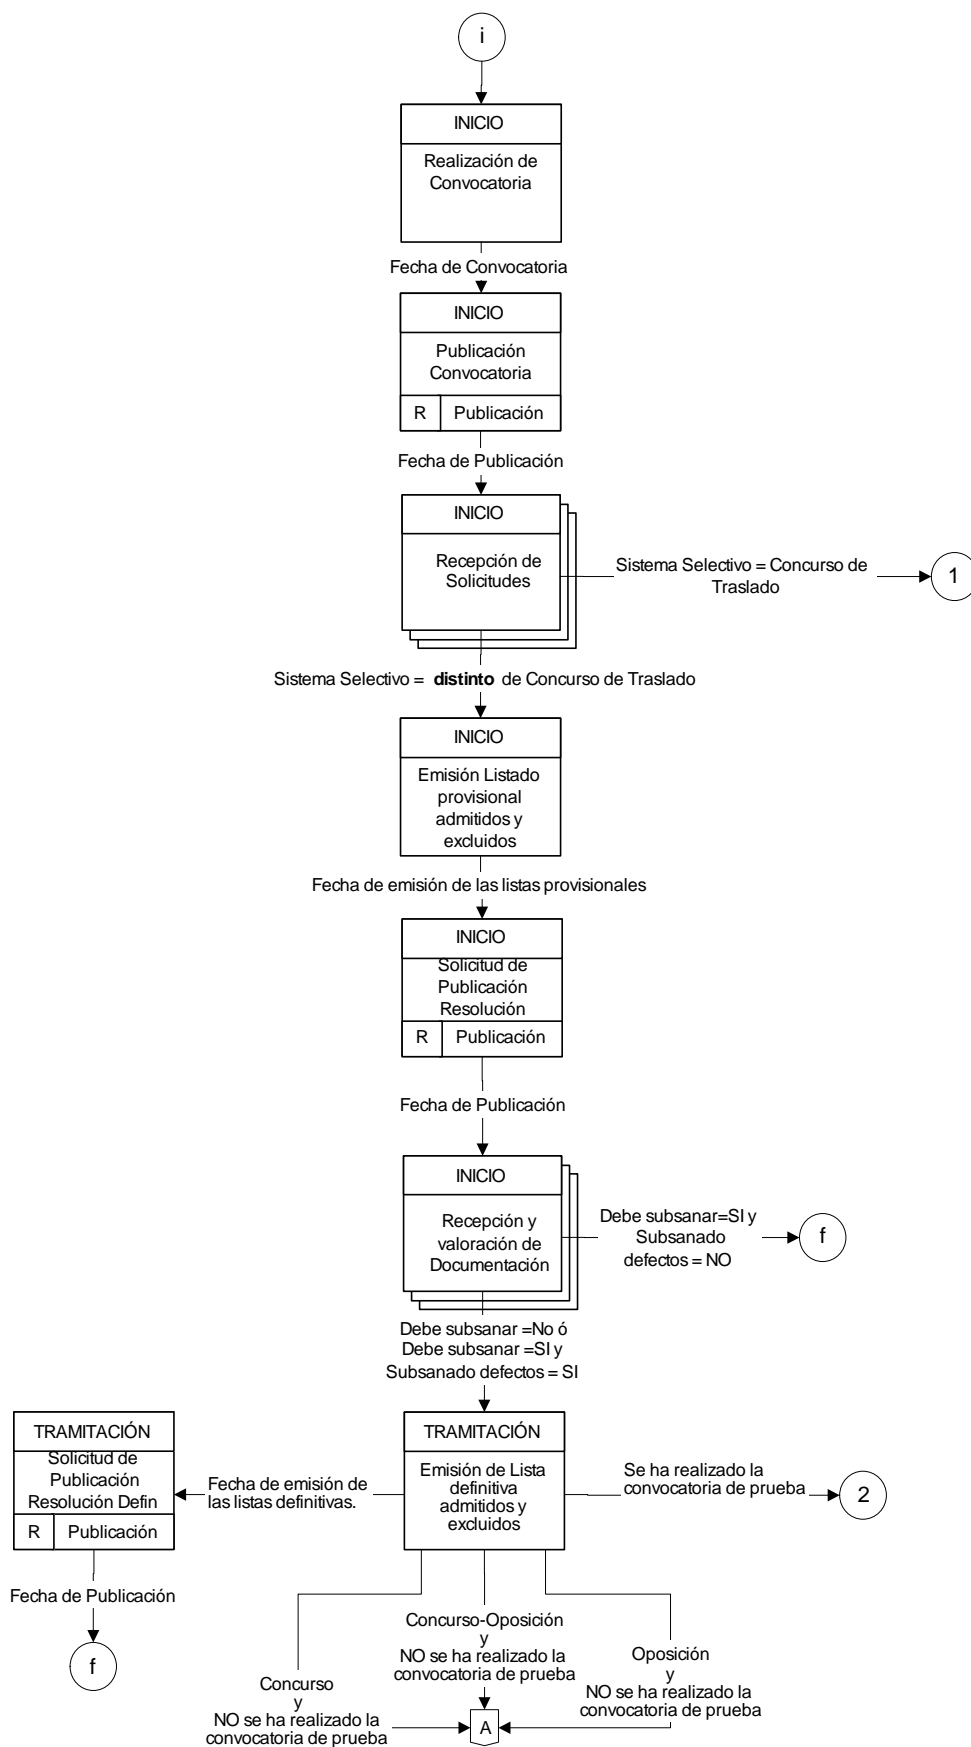 i
INICIO
Realización de
Convocatoria
Fecha de Convocatoria
INICIO
Publicación
Convocatoria
R Publicación
Fecha de Publicación
INICIO
Recepción de
Solicitudes
Sistema Selectivo = Concurso de
Traslado
1
Sistema Selectivo = distinto de Concurso de Traslado
INICIO
Emisión Listado
provisional
admitidos y
excluidos
Fecha de emisión de las listas provisionales
INICIO
Solicitud de
Publicación
Resolución
R Publicación
Fecha de Publicación
INICIO
Recepción y
valoración de
Documentación
Debe subsanar=SI y
Subsanado
defectos = NO
f
Debe subsanar =No ó
Debe subsanar =SI y
Subsanado defectos = SI
TRAMITACIÓN
Solicitud de
Publicación
Resolución Defin
R Publicación
Fecha de emisión de
las listas definitivas.
TRAMITACIÓN
Emisión de Lista
definitiva
admitidos y
excluidos
Se ha realizado la
convocatoria de prueba
2
Fecha de Publicación
f
Concurso
y
NO se ha realizado la
convocatoria de prueba
Concurso-Oposición
y
NO se ha realizado la
convocatoria de prueba
Oposición
y
NO se ha realizado la
convocatoria de prueba
A